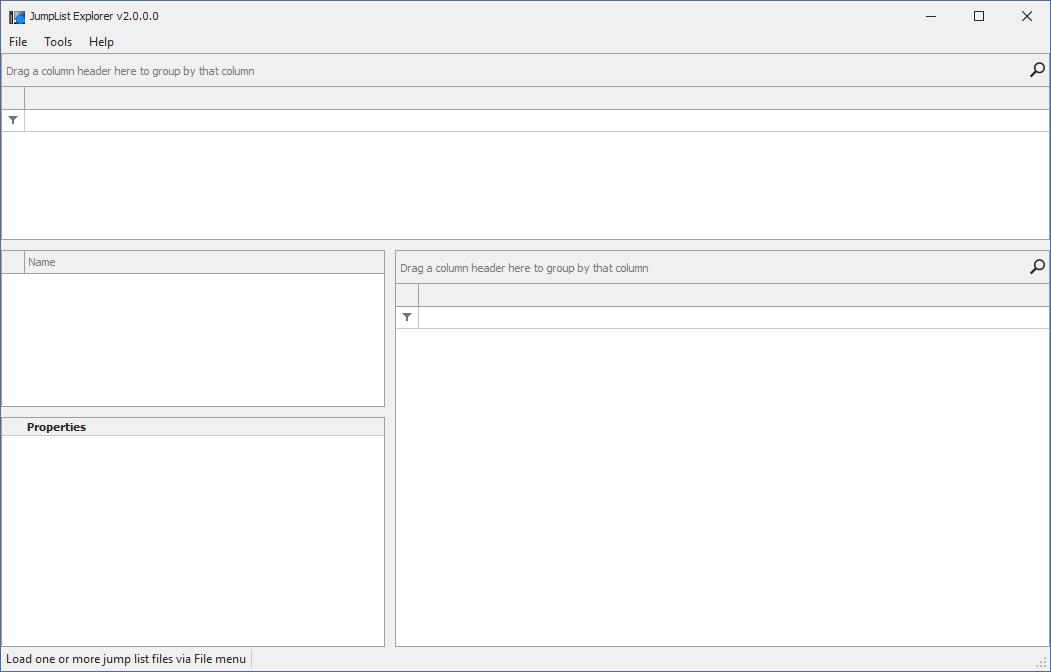 JumpList Explorer v2.0.0.0
File Tools Help
Drag a column header here to group by that column
Name
Drag a column header here to group by that column
Properties
Load one or more jump list files via File menu